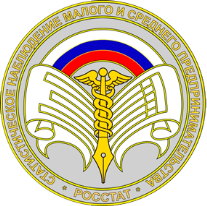 СТАТИСТИЧЕСКОЕ НАБЛЮДЕНИЕ МАЛОГО И СРЕДНЕГО ПРЕДПРИНИМАТЕЛЬСТВА
• РОССТАТ •